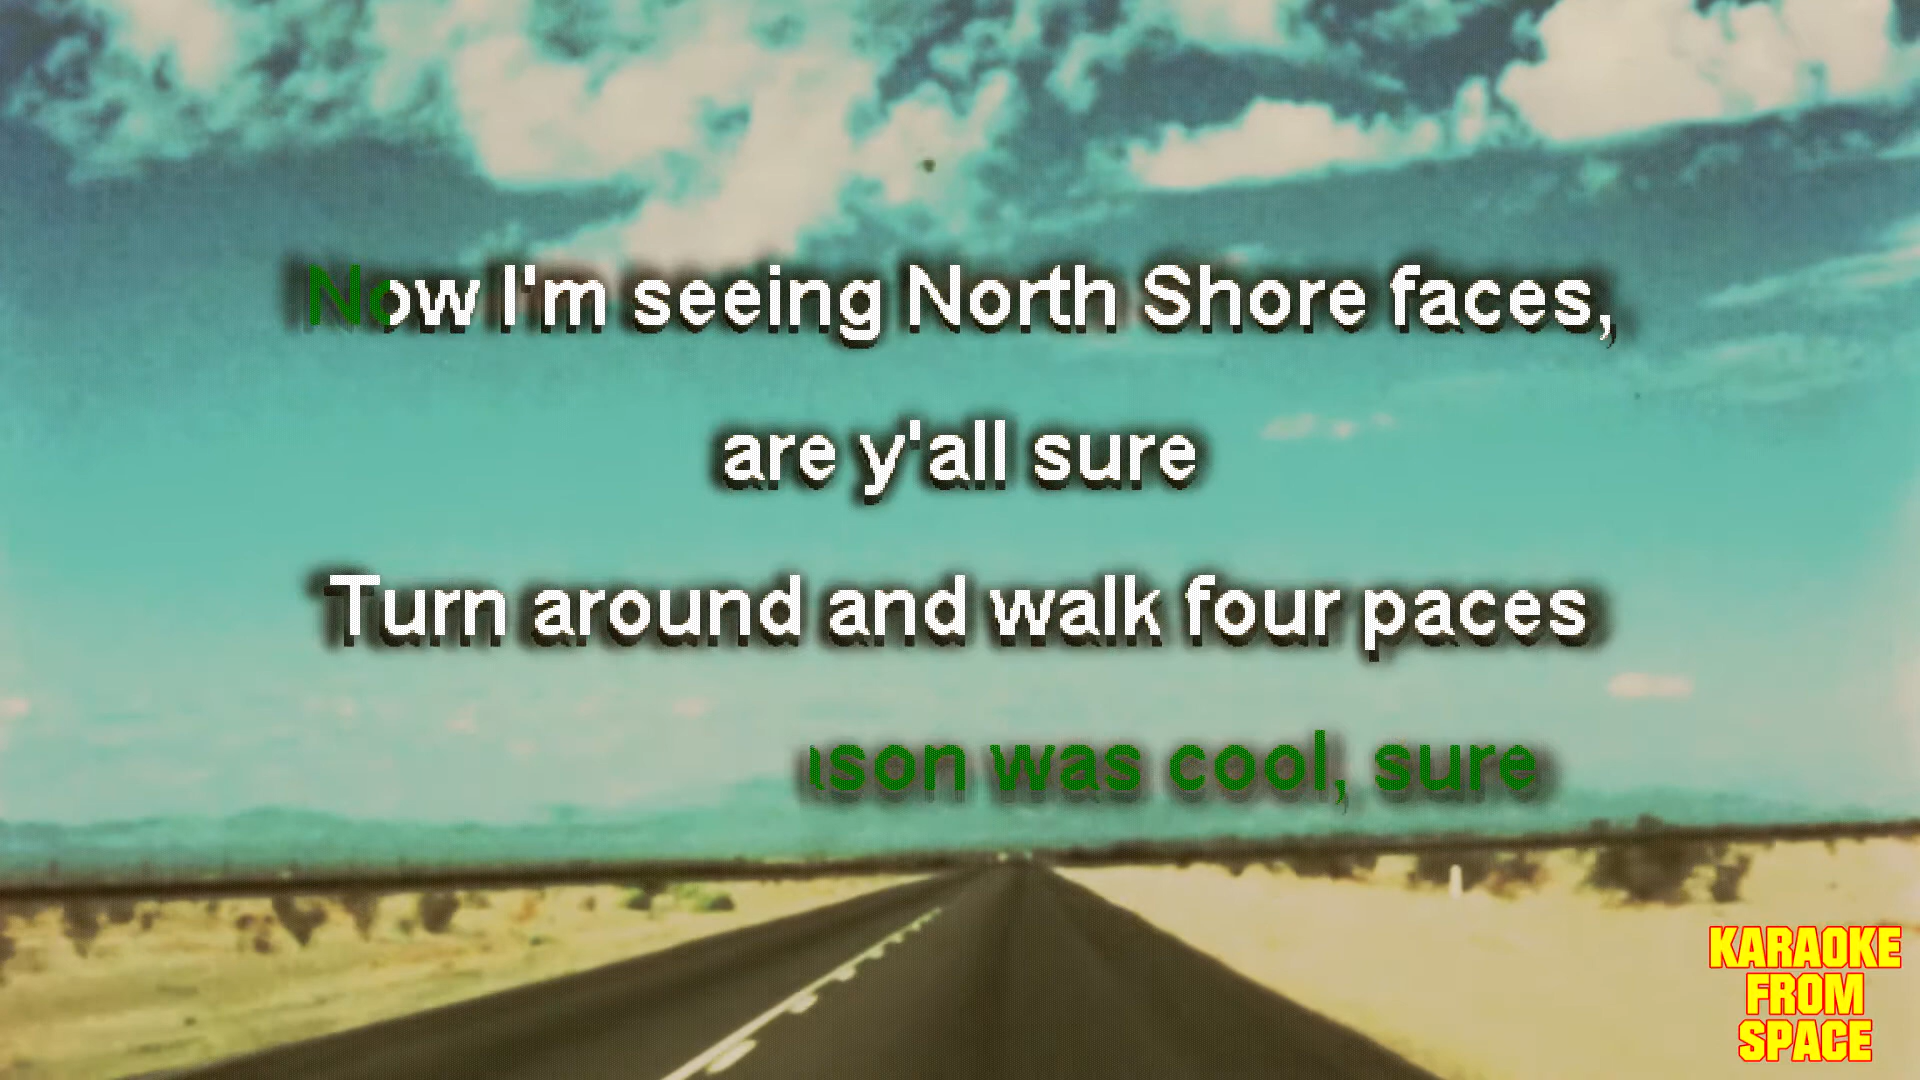 Now I'm seeing North Shore faces,
are y'all sure
Turn around and walk four paces
son was cool, sure
KARAOKE
FROM
SPACE